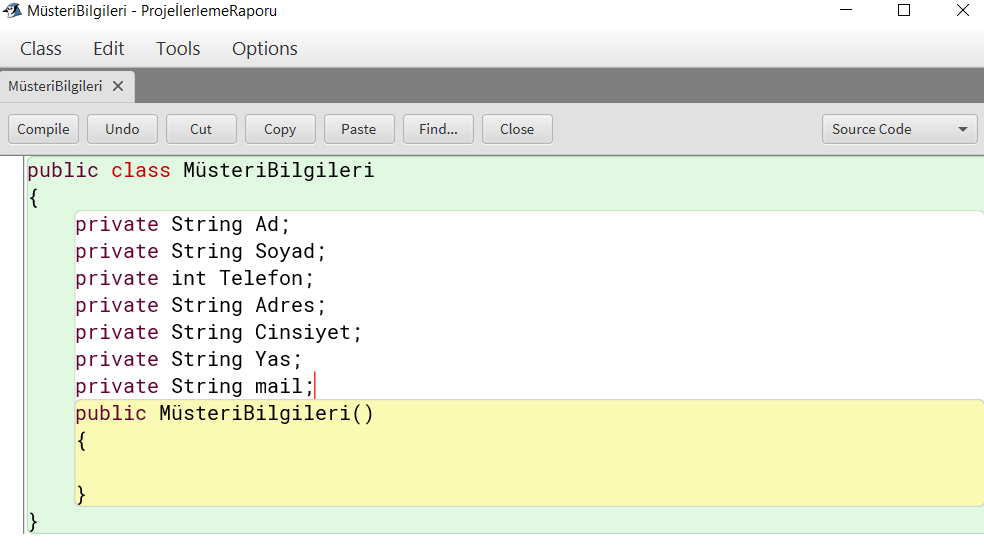 MüsteriBilgileri - ProjeİlerlemeRaporu
Class Edit Tools Options
MüsteriBilgileri
Compile Undo Cut Copy Paste Find... Close Source Code
public class MüsteriBilgileri
{
private String Ad;
private String Soyad;
private int Telefon;
private String Adres;
private String Cinsiyet;
private String Yas;
private String mail;
public MüsteriBilgileri()
{
}
}